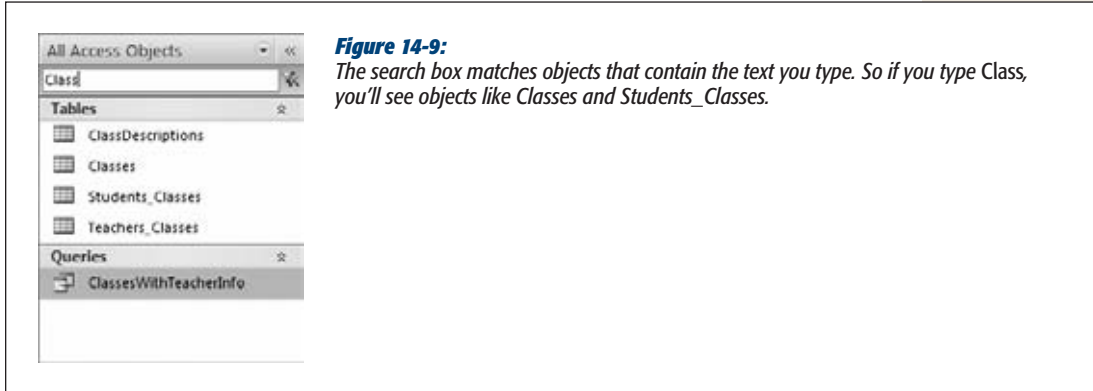 All Access Objects
Class
Tables
ClassDescriptions
Classes
Students_Classes
Teachers_Classes
Queries
ClassesWithTeacherInfo
Figure 14-9:
The search box matches objects that contain the text you type. So if you type Class,
you'll see objects like Classes and Students_Classes.